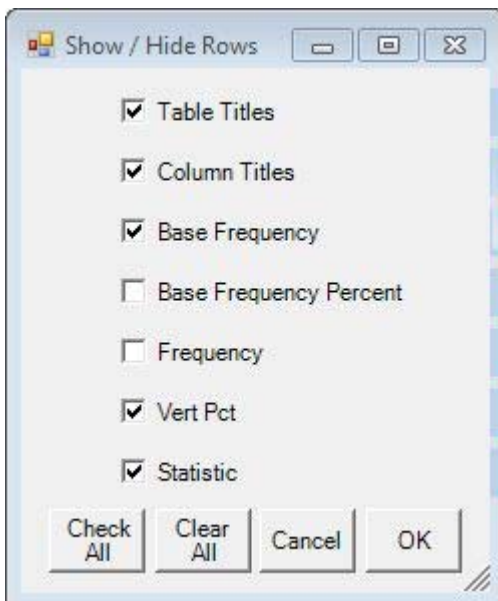 Show / Hide Rows
Table Titles
Column Titles
Base Frequency
Base Frequency Percent
Frequency
Vert Pct
Statistic
Check All
Clear All
Cancel
OK